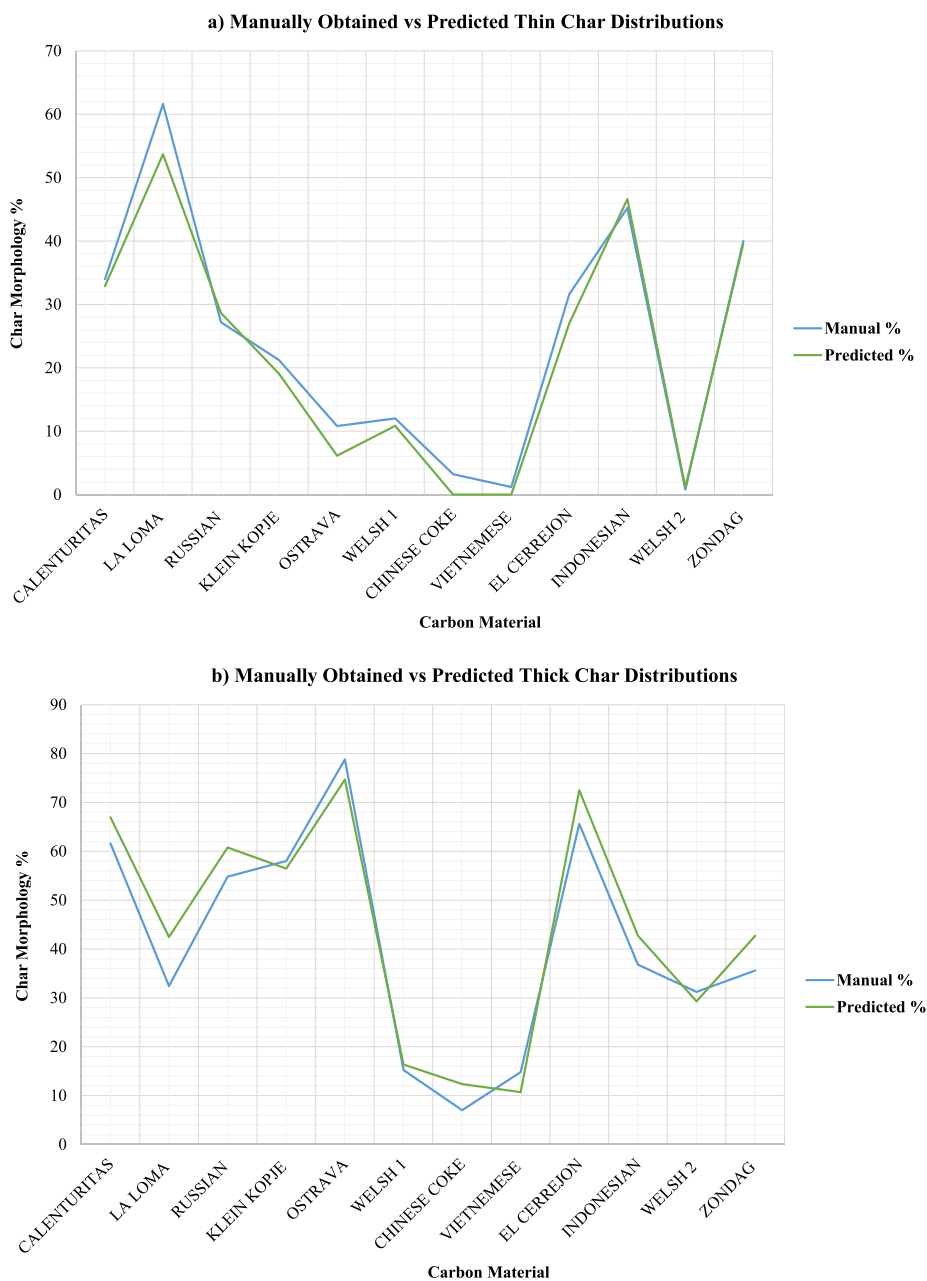 a) Manually Obtained vs Predicted Thin Char Distributions
70
60
50
40
30
20
10
0
Char Morphology %
CALENTURITAS
LA LOMA
RUSSIAN
KLEIN KOPJE
OSTRAVA
WELSH 1
CHINESE COKE
VIETNEMESE
EL CERREJON
INDONESIAN
WELSH 2
ZONDAG
Carbon Material
Manual %
Predicted %
b) Manually Obtained vs Predicted Thick Char Distributions
90
80
70
60
50
40
30
20
10
0
Char Morphology %
CALENTURITAS
LA LOMA
RUSSIAN
KLEIN KOPJE
OSTRAVA
WELSH 1
CHINESE COKE
VIETNEMESE
EL CERREJON
INDONESIAN
WELSH 2
ZONDAG
Carbon Material
Manual %
Predicted %